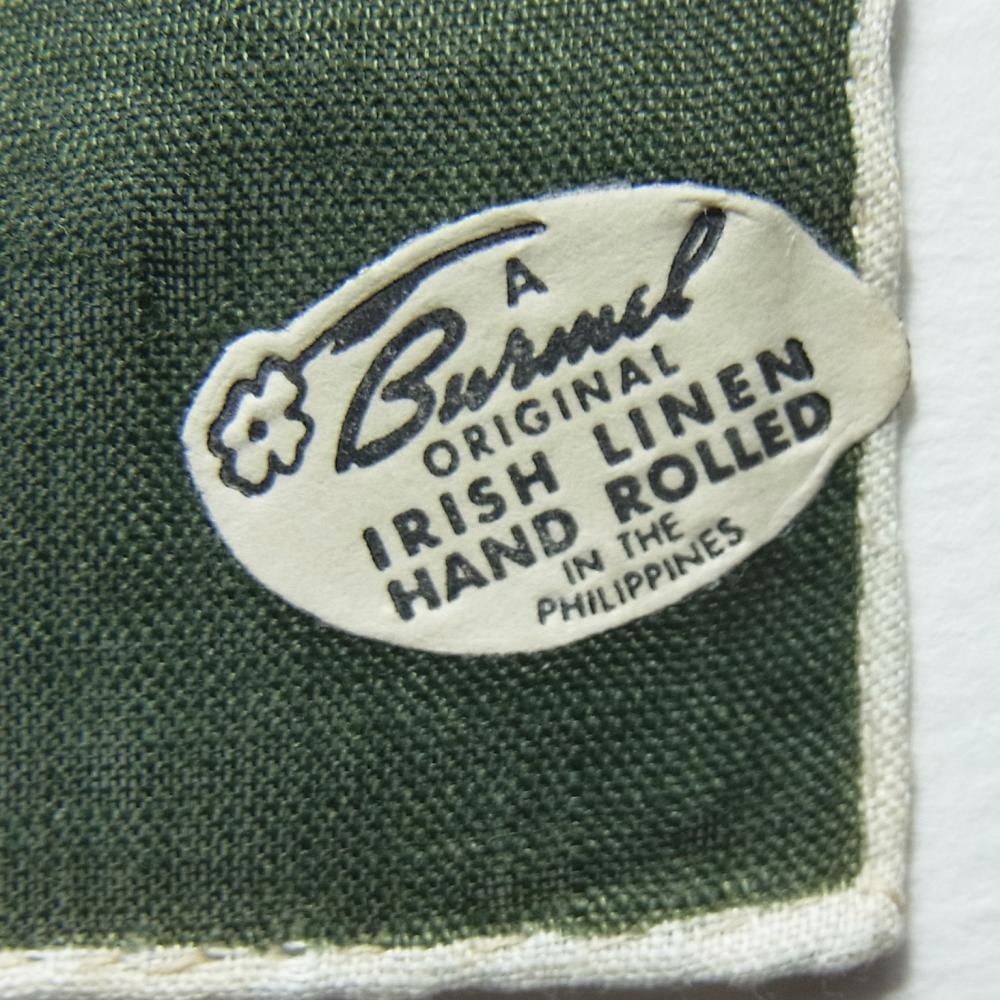 A
Burmel
ORIGINAL
IRISH LINEN
HAND ROLLED
IN THE
PHILIPPINES